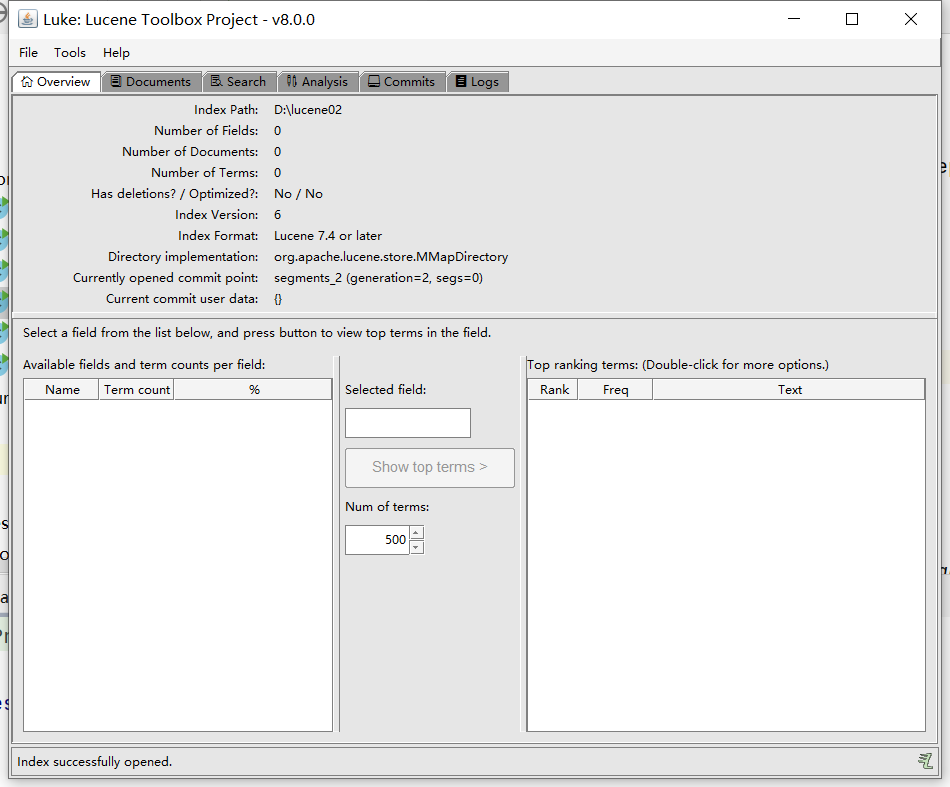 Luke: Lucene Toolbox Project - v8.0.0
File Tools Help
Overview Documents Search Analysis Commits Logs
Index Path: D:\lucene02
Number of Fields: 0
Number of Documents: 0
Number of Terms: 0
Has deletions? / Optimized?: No / No
Index Version: 6
Index Format: Lucene 7.4 or later
Directory implementation: org.apache.lucene.store.MMapDirectory
Currently opened commit point: segments_2 (generation=2, segs=0)
Current commit user data: {}
Select a field from the list below, and press button to view top terms in the field.
Available fields and term counts per field:
Name Term count %
Selected field:
Show top terms >
Num of terms:
500
Top ranking terms: (Double-click for more options.)
Rank Freq Text
Index successfully opened.